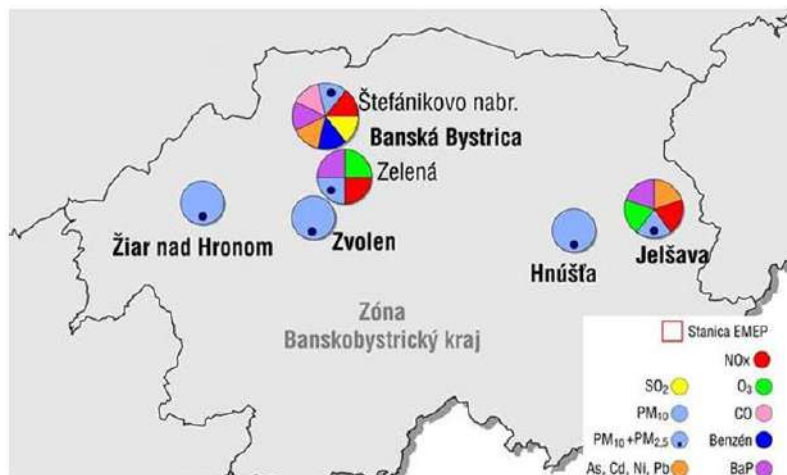 Štefánikovo nabr.
Banská Bystrica
Zelená
Žiar nad Hronom
Zvolen
Hnúšťa
Jelšava
Zóna
Banskobystrický kraj
Stanica EMEP
NOx
SO₂
O₃
PM₁₀
CO
PM₁₀+PM₂,₅
Benzén
As, Cd, Ni, Pb
BaP